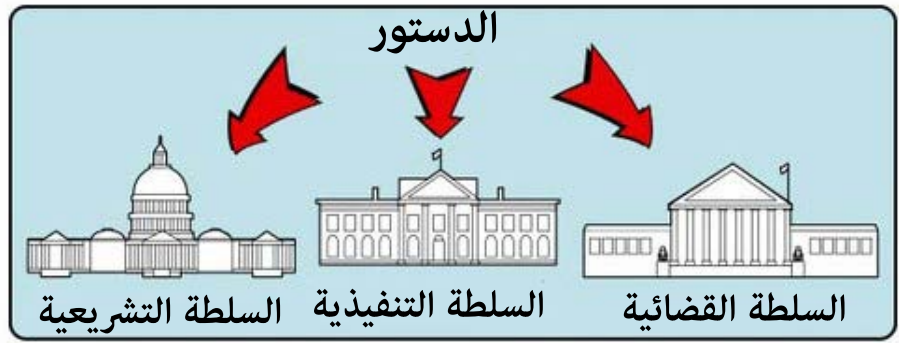 الدستور
السلطة القضائية
السلطة التنفيذية
السلطة التشريعية